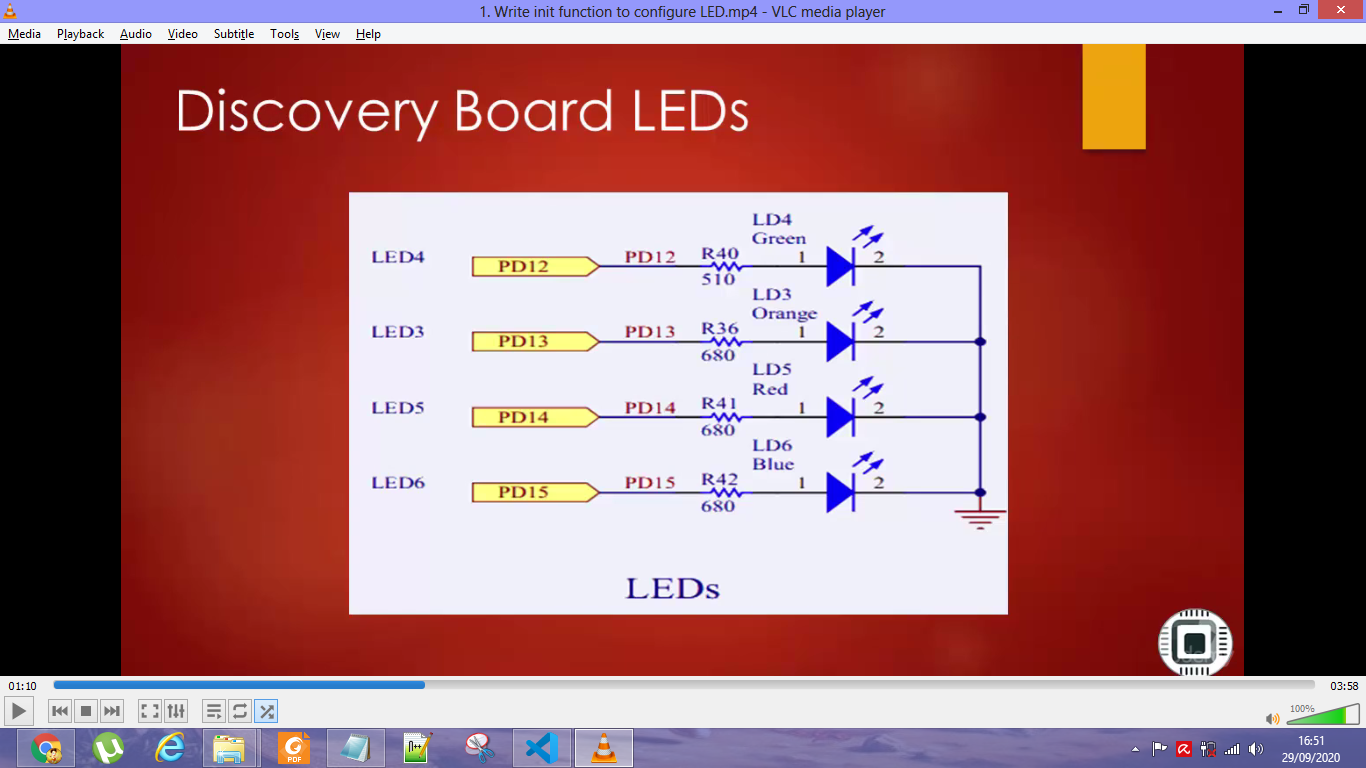 1. Write init function to configure LED.mp4 - VLC media player
Media Playback Audio Video Subtitle Tools View Help
Discovery Board LEDs
LD4
Green
LED4 PD12 PD12 R40 1 2
510
LD3
Orange
LED3 PD13 PD13 R36 1 2
680
LD5
Red
LED5 PD14 PD14 R41 1 2
680
LD6
Blue
LED6 PD15 PD15 R42 1 2
680
LEDs
01:10 03:58
100%
PDF
n++
16:51
29/09/2020